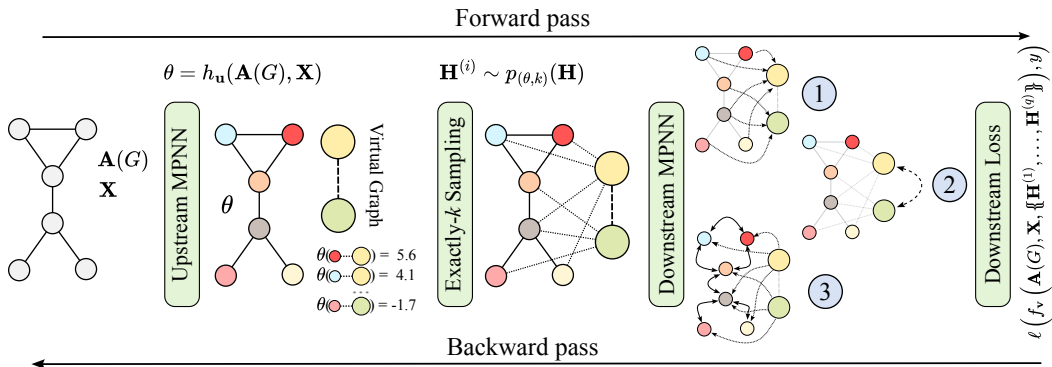 Forward pass
θ = h_u(A(G), X)
H^(i) ∼ p_(θ,k)(H)
A(G)
X
Upstream MPNN
θ
Virtual Graph
θ( ) = 5.6
θ( ) = 4.1
...
θ( ) = -1.7
Exactly-k Sampling
Downstream MPNN
1
2
3
Downstream Loss
ℓ(f_v(A(G), X, {{H^(1), . . . , H^(q)}}), y)
Backward pass